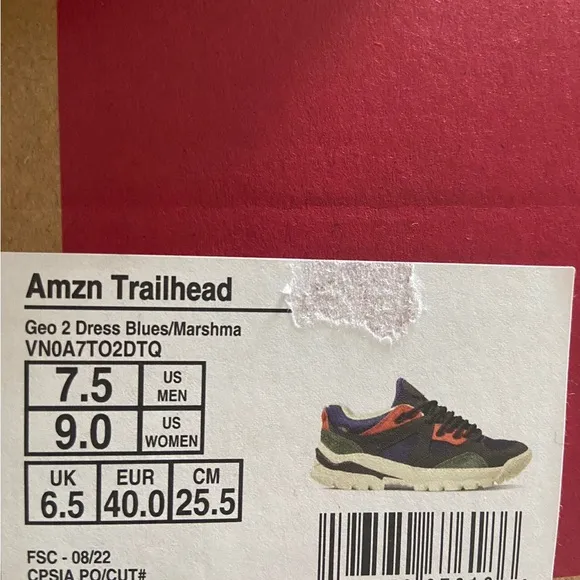 Amzn Trailhead
Geo 2 Dress Blues/Marshma
VN0A7TO2DTQ
7.5 US MEN
9.0 US WOMEN
UK EUR CM
6.5 40.0 25.5
FSC - 08/22
CPSIA PO/CUT#